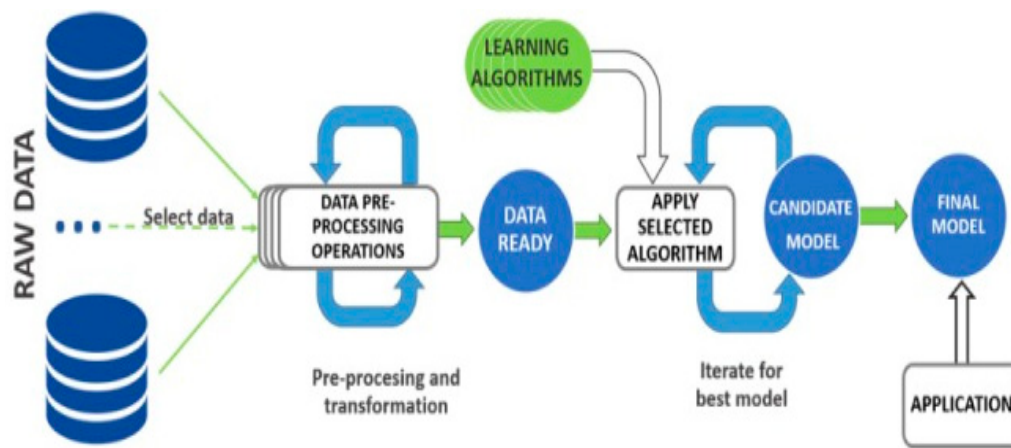 RAW DATA
Select data
DATA PRE-
PROCESSING
OPERATIONS
Pre-procesing and
transformation
DATA
READY
LEARNING
ALGORITHMS
APPLY
SELECTED
ALGORITHM
Iterate for
best model
CANDIDATE
MODEL
FINAL
MODEL
APPLICATION